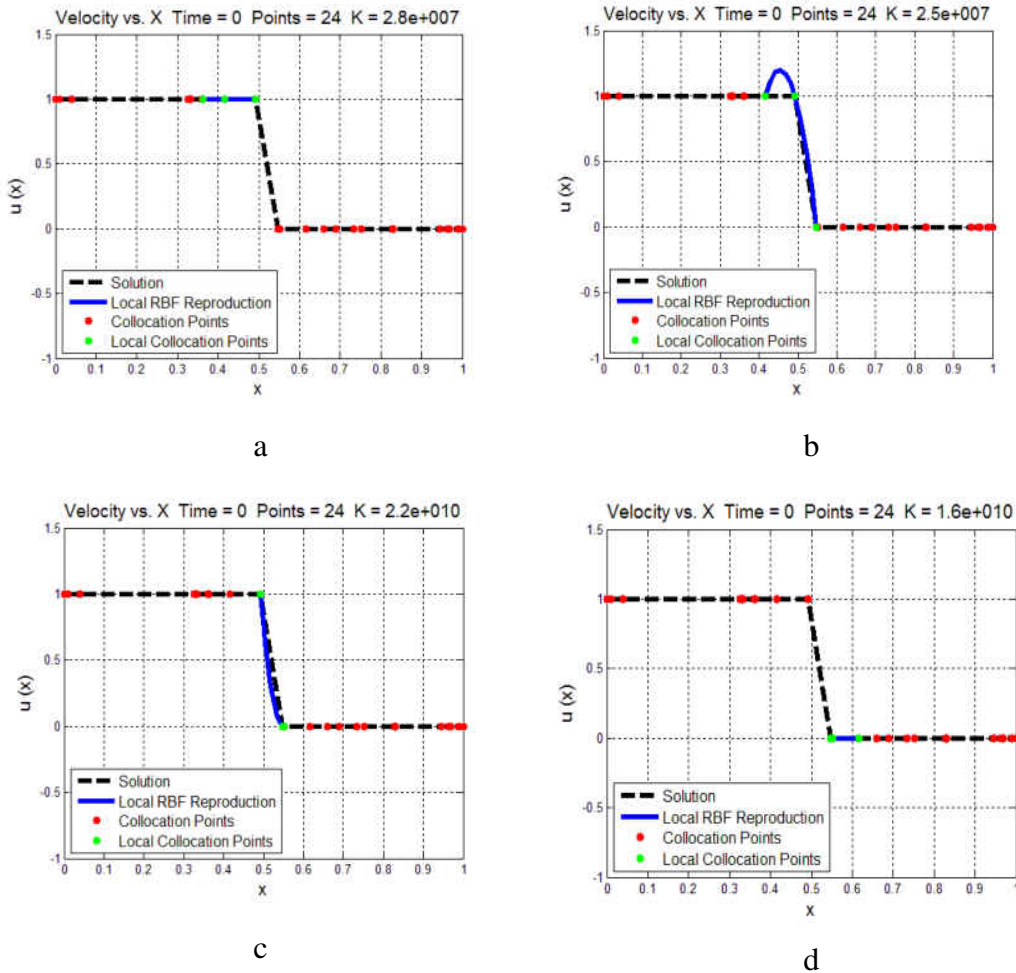 Velocity vs. X Time = 0 Points = 24 K = 2.8e+007
1.5
1
0.5
0
-0.5
-1
u (x)
Solution
Local RBF Reproduction
Collocation Points
Local Collocation Points
0 0.1 0.2 0.3 0.4 0.5 0.6 0.7 0.8 0.9 1
x
a
Velocity vs. X Time = 0 Points = 24 K = 2.5e+007
1.5
1
0.5
0
-0.5
-1
u (x)
Solution
Local RBF Reproduction
Collocation Points
Local Collocation Points
0 0.1 0.2 0.3 0.4 0.5 0.6 0.7 0.8 0.9 1
x
b
Velocity vs. X Time = 0 Points = 24 K = 2.2e+010
1.5
1
0.5
0
-0.5
-1
u (x)
Solution
Local RBF Reproduction
Collocation Points
Local Collocation Points
0 0.1 0.2 0.3 0.4 0.5 0.6 0.7 0.8 0.9 1
x
c
Velocity vs. X Time = 0 Points = 24 K = 1.6e+010
1.5
1
0.5
0
-0.5
-1
u (x)
Solution
Local RBF Reproduction
Collocation Points
Local Collocation Points
0 0.1 0.2 0.3 0.4 0.5 0.6 0.7 0.8 0.9 1
x
d